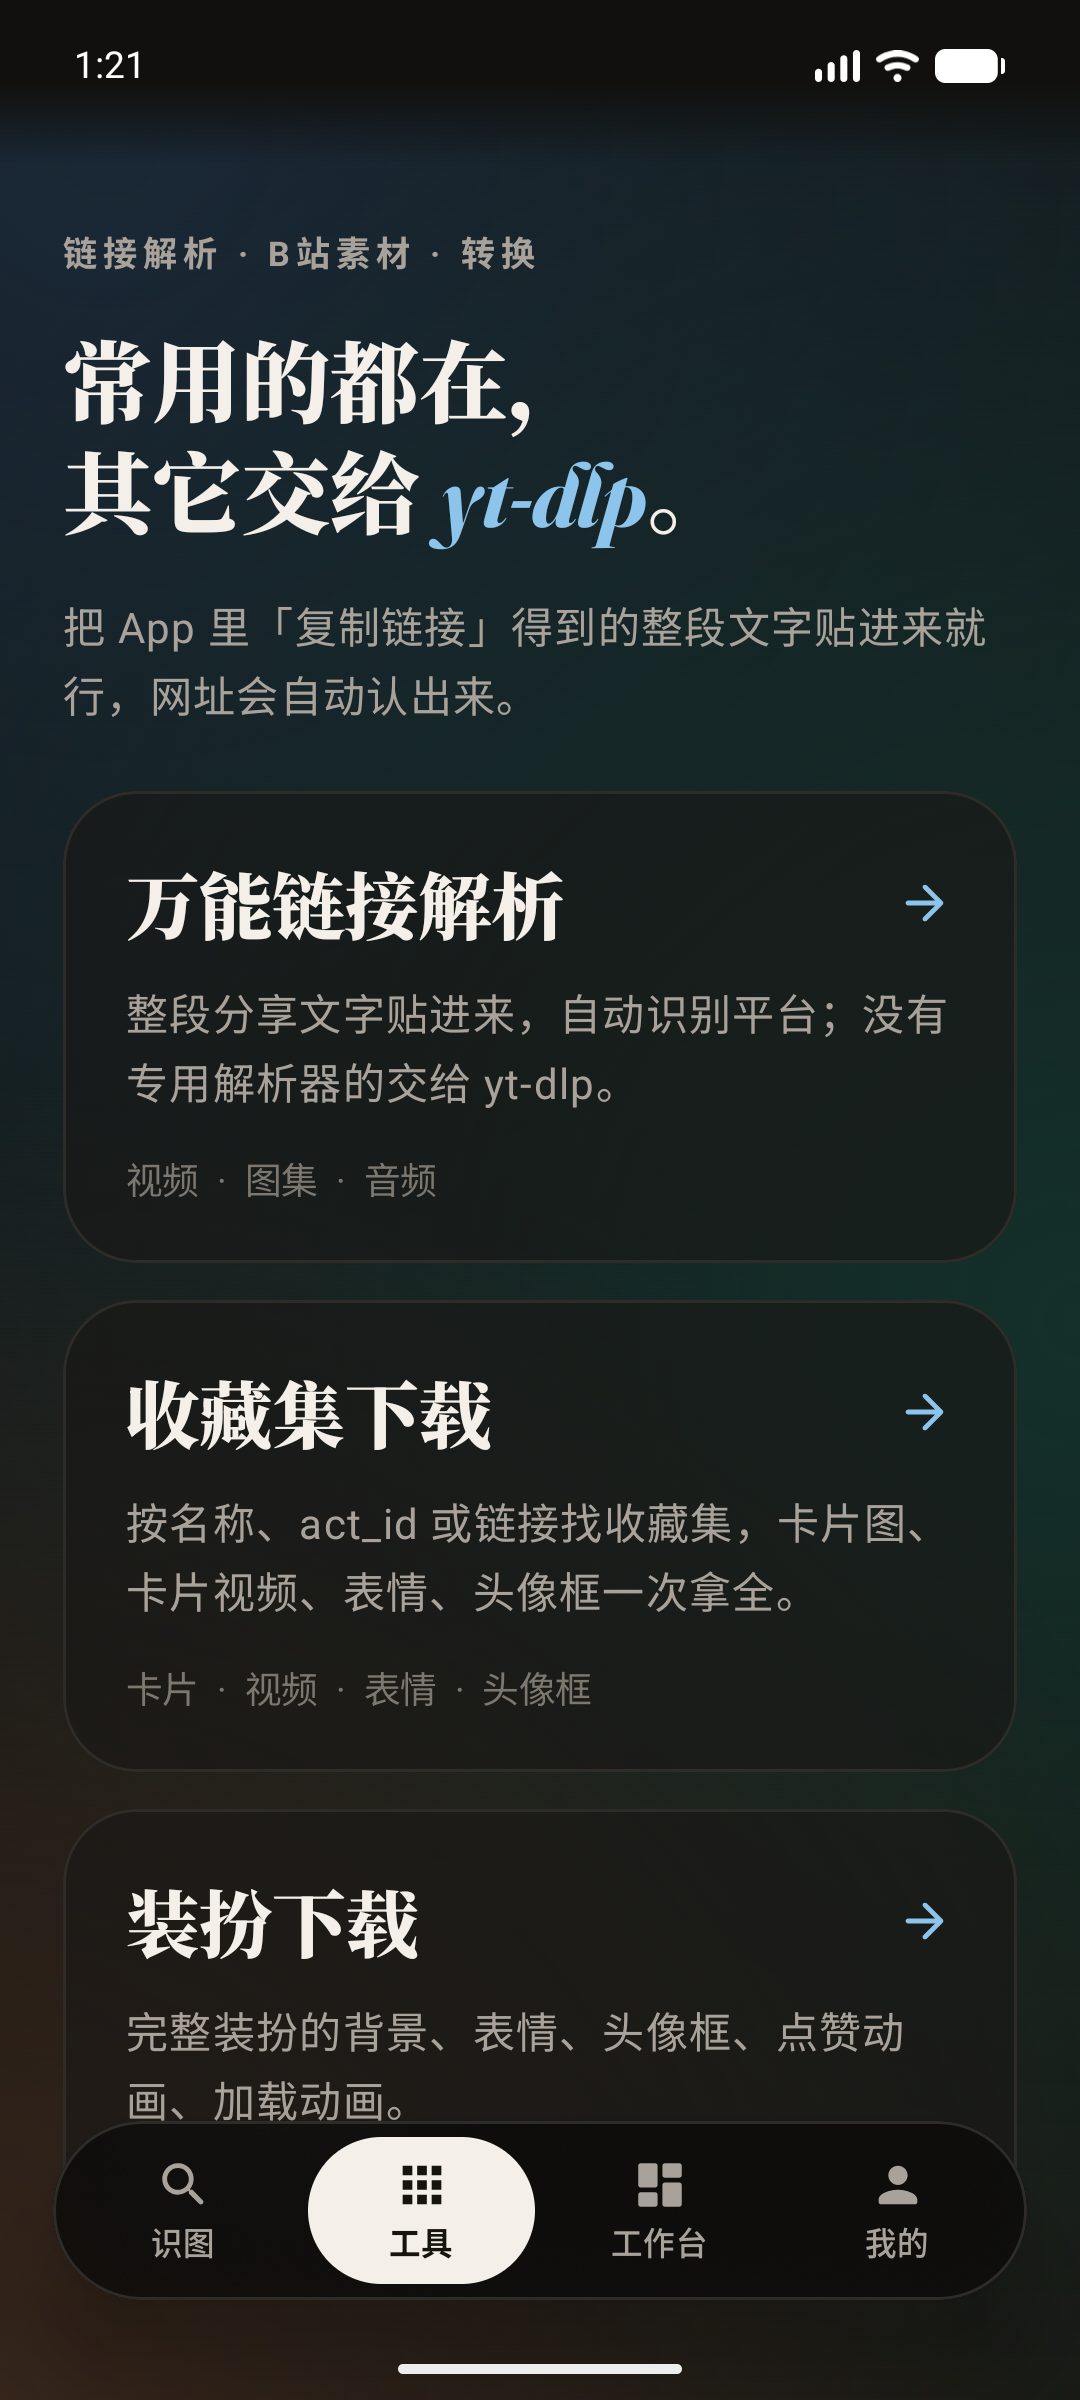 1:21
链接解析 · B站素材 · 转换
常用的都在，
其它交给 yt-dlp。
把 App 里「复制链接」得到的整段文字贴进来就
行，网址会自动认出来。
万能链接解析
整段分享文字贴进来，自动识别平台；没有
专用解析器的交给 yt-dlp。
视频 · 图集 · 音频
收藏集下载
按名称、act_id 或链接找收藏集，卡片图、
卡片视频、表情、头像框一次拿全。
卡片 · 视频 · 表情 · 头像框
装扮下载
完整装扮的背景、表情、头像框、点赞动
画、加载动画。
识图 工具 工作台 我的